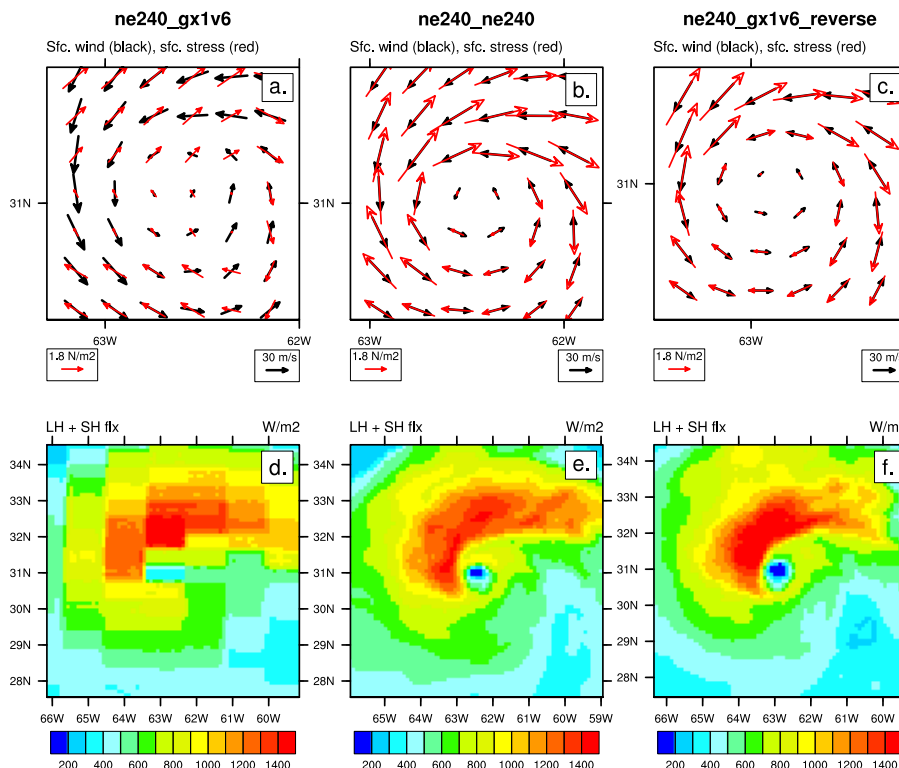 ne240_gx1v6 ne240_ne240 ne240_gx1v6_reverse
Sfc. wind (black), sfc. stress (red) Sfc. wind (black), sfc. stress (red) Sfc. wind (black), sfc. stress (red)
a. b. c.
31N 31N 31N
63W 62W 63W 62W 63W
1.8 N/m2 30 m/s 1.8 N/m2 30 m/s 1.8 N/m2 30 m/
LH + SH flx W/m2 LH + SH flx W/m2 LH + SH flx W/m
d. e. f.
34N 34N 34N
33N 33N 33N
32N 32N 32N
31N 31N 31N
30N 30N 30N
29N 29N 29N
28N 28N 28N
66W 65W 64W 63W 62W 61W 60W 65W 64W 63W 62W 61W 60W 59W 66W 65W 64W 63W 62W 61W 60W
200 400 600 800 1000 1200 1400 200 400 600 800 1000 1200 1400 200 400 600 800 1000 1200 1400